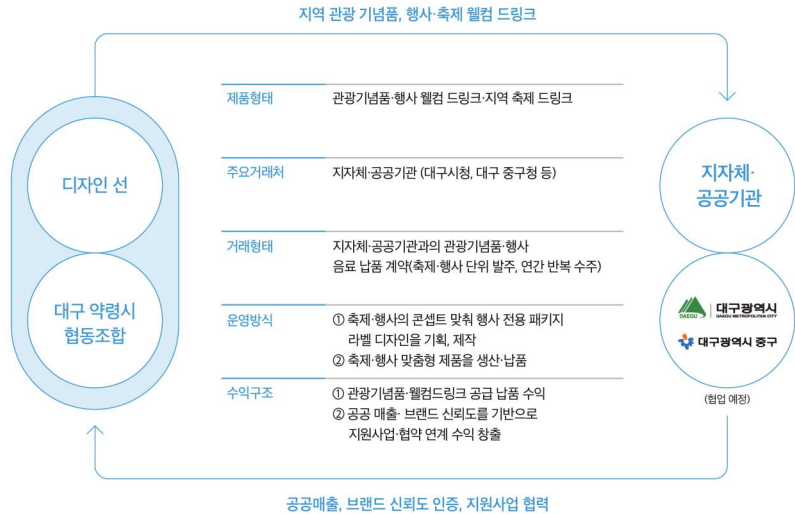 지역 관광 기념품, 행사·축제 웰컴 드링크
디자인 선
대구 약령시
협동조합
제품형태
관광기념품·행사 웰컴 드링크·지역 축제 드링크
주요거래처
지자체·공공기관 (대구시청, 대구 중구청 등)
거래형태
지자체·공공기관과의 관광기념품·행사
음료 납품 계약(축제·행사 단위 발주, 연간 반복 수주)
운영방식
① 축제·행사의 콘셉트 맞춰 행사 전용 패키지
라벨 디자인을 기획, 제작
② 축제·행사 맞춤형 제품을 생산·납품
수익구조
① 관광기념품·웰컴드링크 공급 납품 수익
② 공공 매출· 브랜드 신뢰도를 기반으로
지원사업·협약 연계 수익 창출
지자체·
공공기관
DAEGU
대구광역시
DAEGU METROPOLITAN CITY
대구광역시 중구
(협업 예정)
공공매출, 브랜드 신뢰도 인증, 지원사업 협력